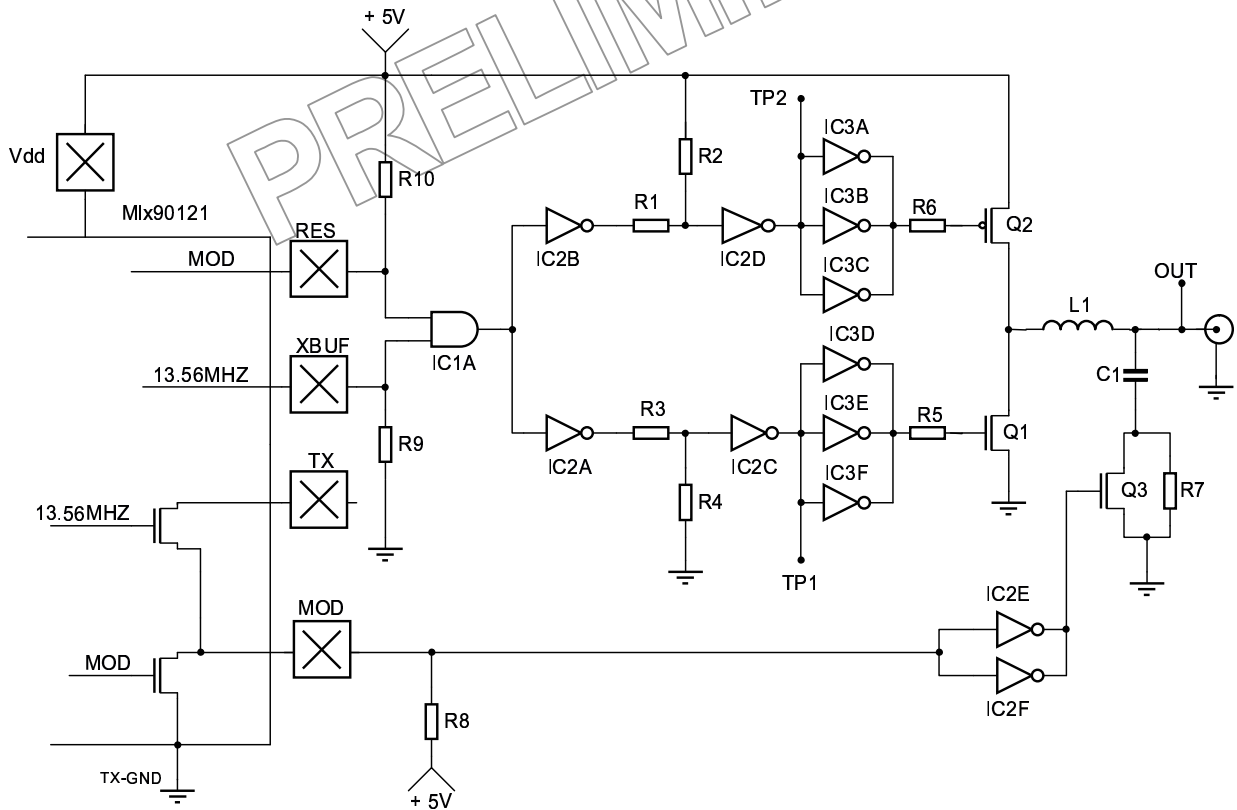 PRELIMI
+ 5V
Vdd
Mlx90121
R10
R2
TP2
IC3A
IC3B
IC3C
R1
IC2B
IC2D
R6
Q2
MOD
RES
OUT
L1
C1
IC1A
XBUF
13.56MHZ
R9
IC3D
IC3E
IC3F
R3
IC2A
IC2C
R5
Q1
R4
TP1
TX
13.56MHZ
Q3
R7
MOD
MOD
IC2E
IC2F
R8
+ 5V
TX-GND